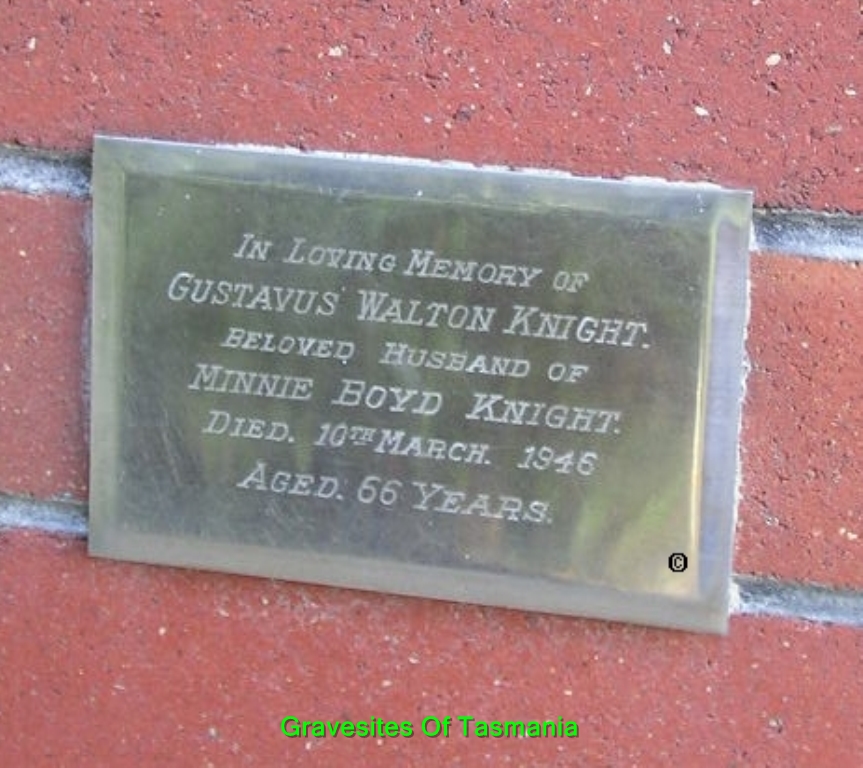 In Loving Memory of
Gustavus Walton Knight.
Beloved Husband of
Minnie Boyd Knight.
Died. 10th March. 1946
Aged. 66 Years.
©
Gravesites Of Tasmania